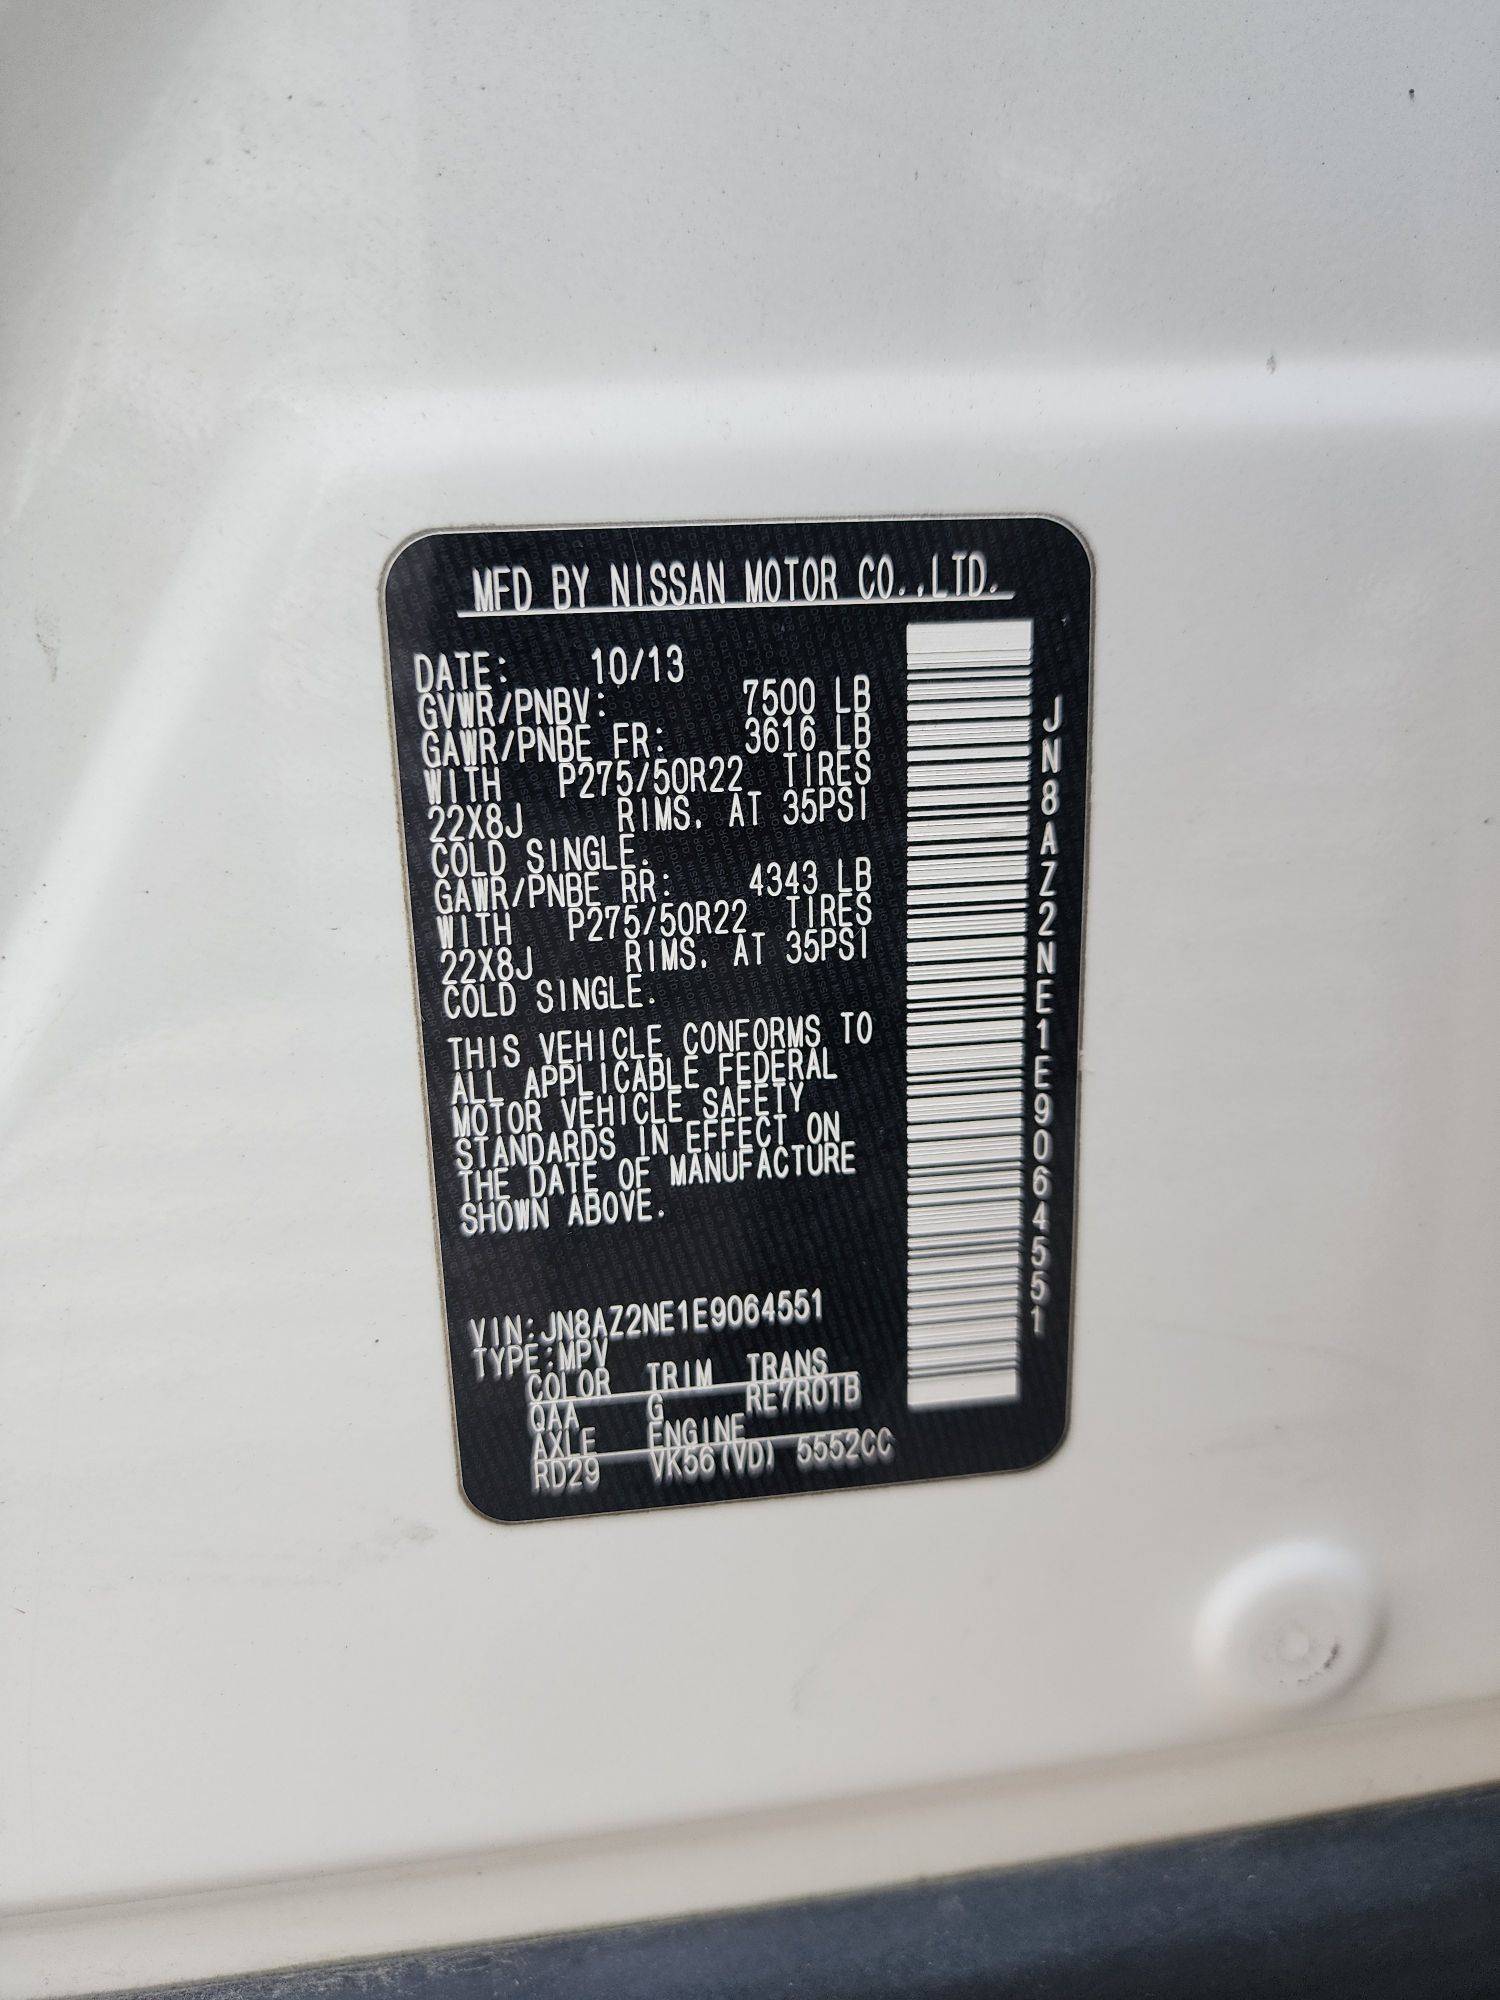 MFD BY NISSAN MOTOR CO.,LTD.
DATE: 10/13
GVWR/PNBV: 7500 LB
GAWR/PNBE FR: 3616 LB
WITH P275/50R22 TIRES
22X8J RIMS, AT 35PSI
COLD SINGLE.
GAWR/PNBE RR: 4343 LB
WITH P275/50R22 TIRES
22X8J RIMS, AT 35PSI
COLD SINGLE.
THIS VEHICLE CONFORMS TO
ALL APPLICABLE FEDERAL
MOTOR VEHICLE SAFETY
STANDARDS IN EFFECT ON
THE DATE OF MANUFACTURE
SHOWN ABOVE.
VIN:JN8AZ2NE1E9064551
TYPE:MPV
COLOR TRIM TRANS
QAA G RE7R01B
AXLE ENGINE
RD29 VK56(VD) 5552CC
JN8AZ2NE1E9064551